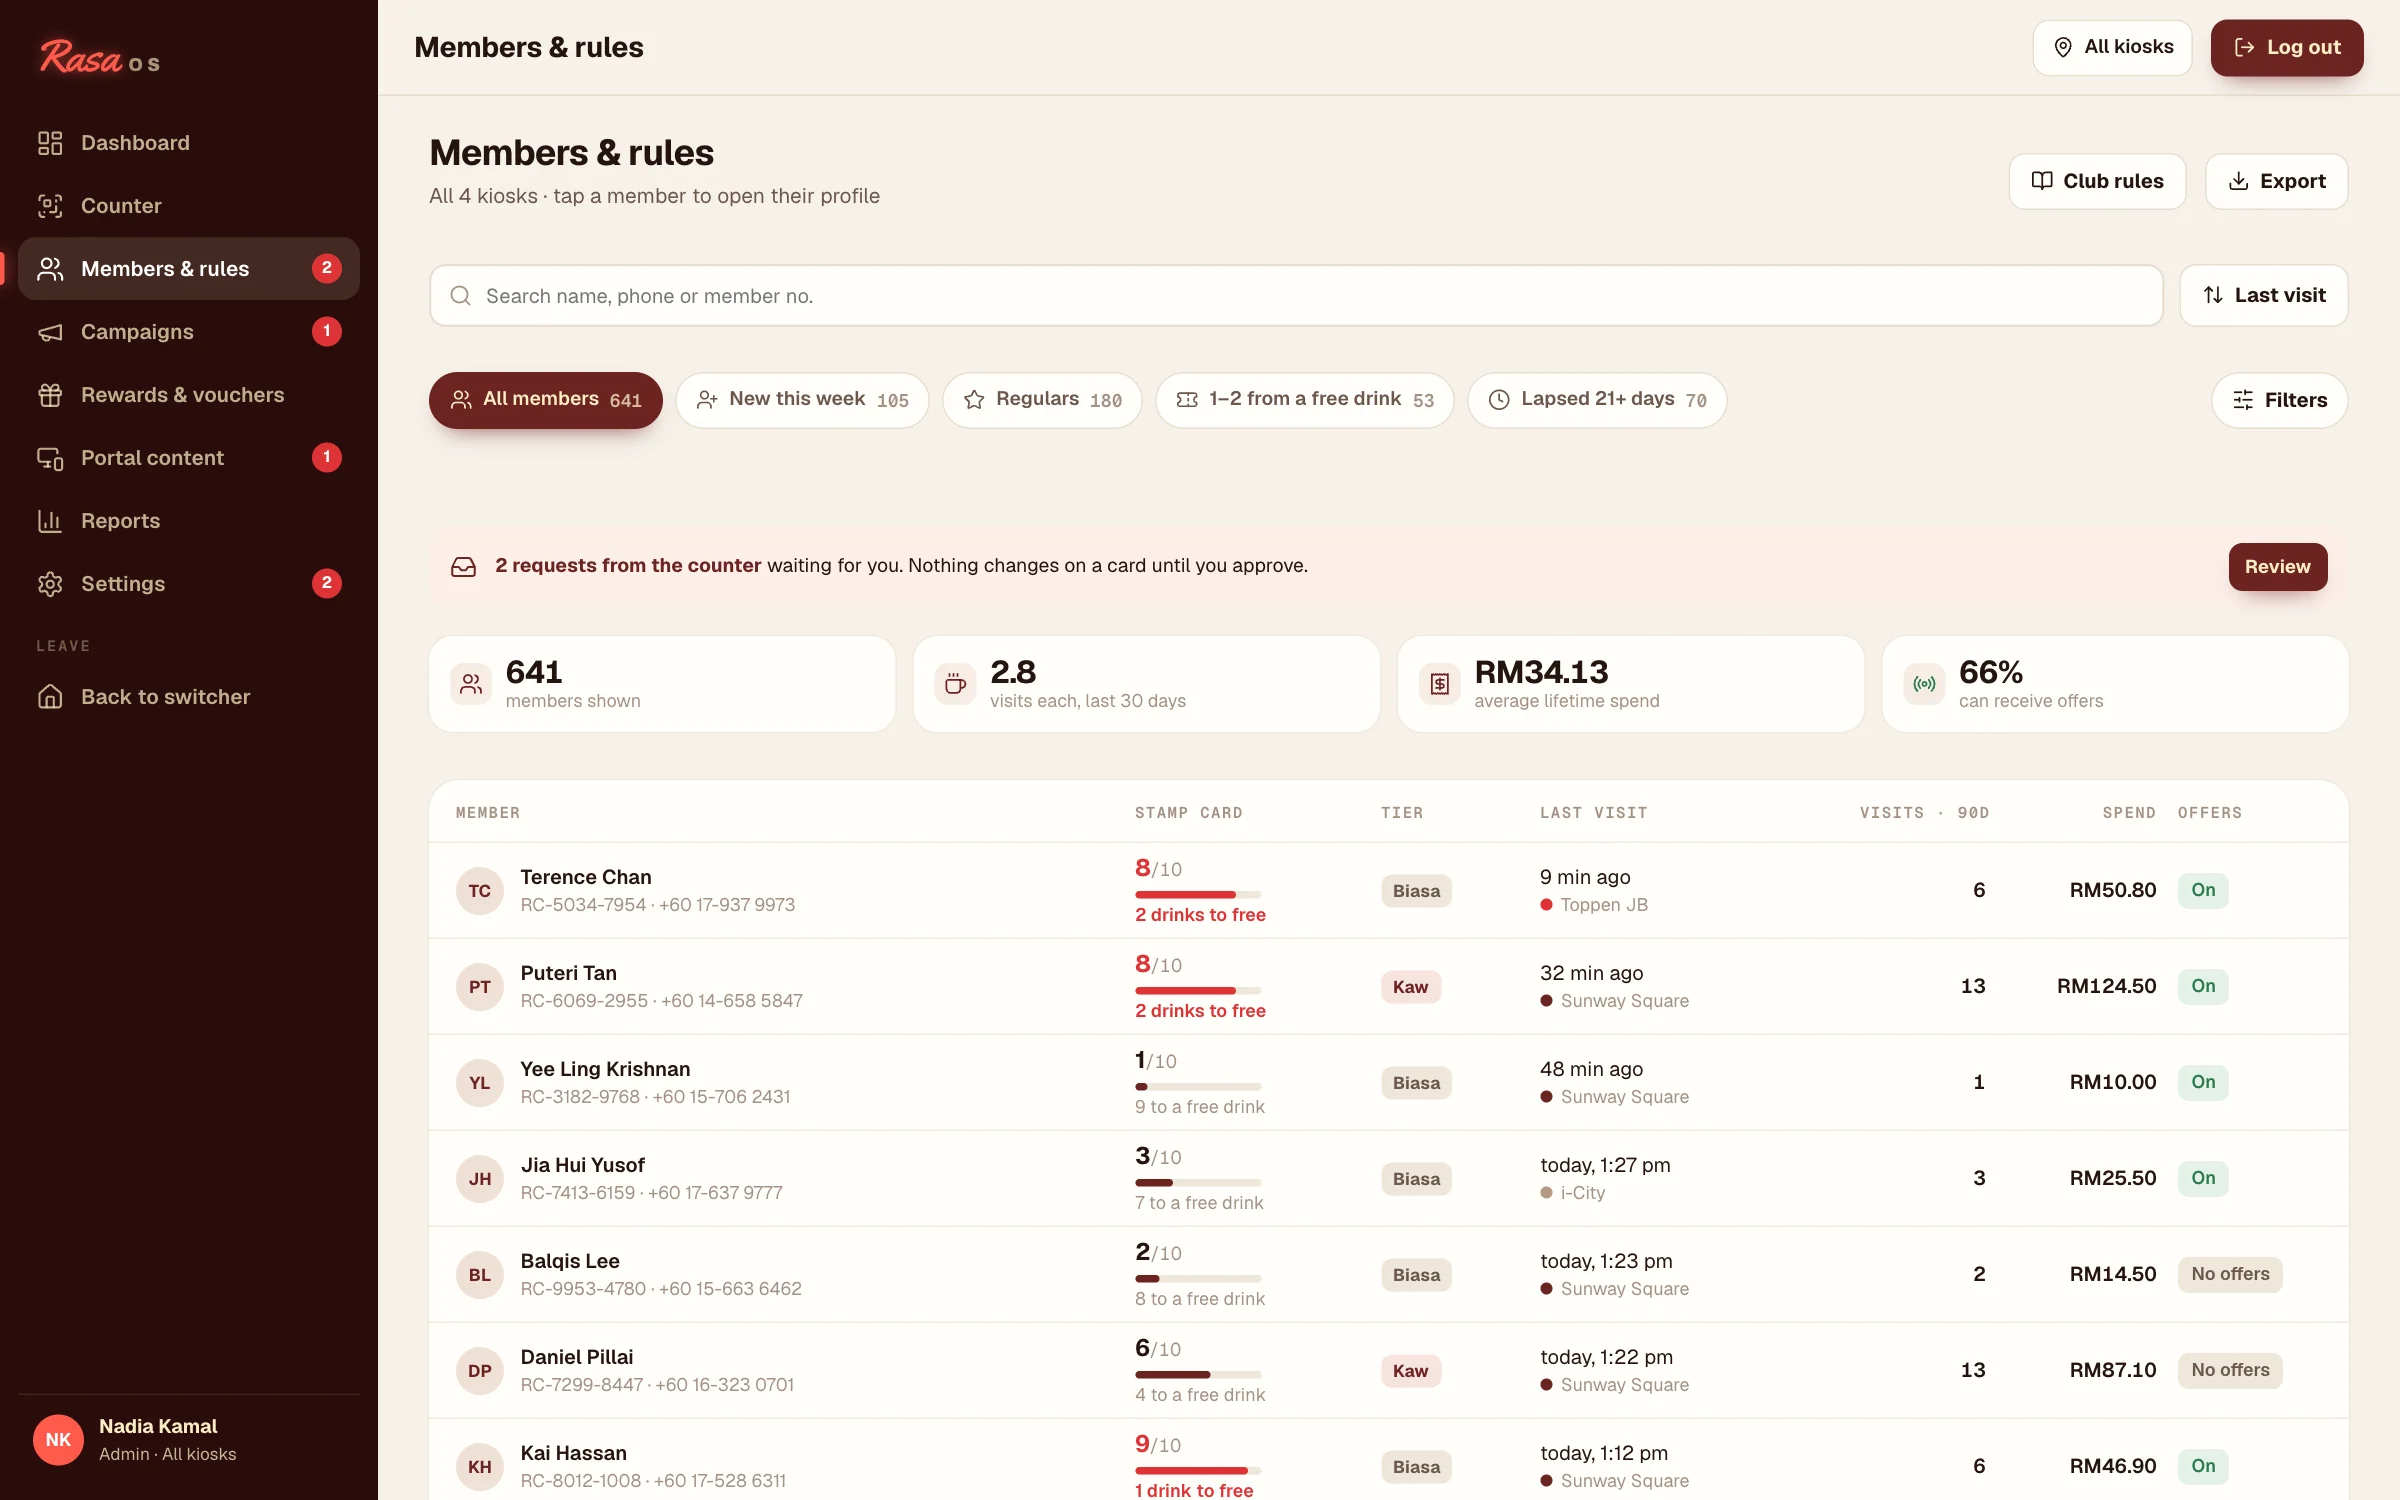 Rasa os
Dashboard
Counter
Members & rules 2
Campaigns 1
Rewards & vouchers
Portal content 1
Reports
Settings 2
LEAVE
Back to switcher
NK
Nadia Kamal
Admin · All kiosks
Members & rules
All kiosks
Log out
Members & rules
All 4 kiosks · tap a member to open their profile
Club rules
Export
Search name, phone or member no.
Last visit
All members 641
New this week 105
Regulars 180
1–2 from a free drink 53
Lapsed 21+ days 70
Filters
2 requests from the counter waiting for you. Nothing changes on a card until you approve.
Review
641
members shown
2.8
visits each, last 30 days
RM34.13
average lifetime spend
66%
can receive offers
MEMBER STAMP CARD TIER LAST VISIT VISITS · 90D SPEND OFFERS
TC
Terence Chan
RC-5034-7954 · +60 17-937 9973
8/10
2 drinks to free
Biasa
9 min ago
Toppen JB
6
RM50.80
On
PT
Puteri Tan
RC-6069-2955 · +60 14-658 5847
8/10
2 drinks to free
Kaw
32 min ago
Sunway Square
13
RM124.50
On
YL
Yee Ling Krishnan
RC-3182-9768 · +60 15-706 2431
1/10
9 to a free drink
Biasa
48 min ago
Sunway Square
1
RM10.00
On
JH
Jia Hui Yusof
RC-7413-6159 · +60 17-637 9777
3/10
7 to a free drink
Biasa
today, 1:27 pm
i-City
3
RM25.50
On
BL
Balqis Lee
RC-9953-4780 · +60 15-663 6462
2/10
8 to a free drink
Biasa
today, 1:23 pm
Sunway Square
2
RM14.50
No offers
DP
Daniel Pillai
RC-7299-8447 · +60 16-323 0701
6/10
4 to a free drink
Kaw
today, 1:22 pm
Sunway Square
13
RM87.10
No offers
KH
Kai Hassan
RC-8012-1008 · +60 17-528 6311
9/10
1 drink to free
Biasa
today, 1:12 pm
Sunway Square
6
RM46.90
On